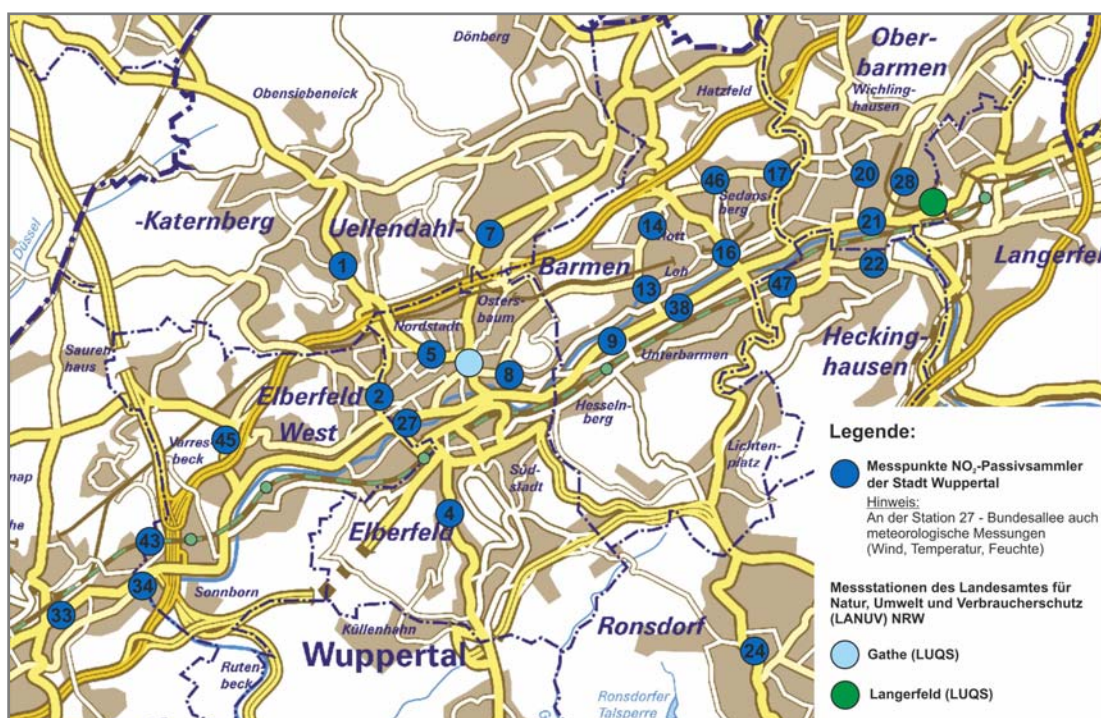 Dönberg
Ober-
barmen
Wichling-
hausen
Hatzfeld
Obensiebeneick
Düssel
-Katernberg
Uellendahl-
Barmen
46
17
20
28
Sedans-
berg
14
Rott
21
7
16
22
Langerfel
1
Loh
13
47
38
Osters-
baum
Nordstadt
9
Unterbarmen
Hecking-
hausen
Sauren
haus
5
8
Elberfeld
West
2
27
Hesseln-
berg
Varres-
beck
45
Lichten-
platz
Süd-
stadt
4
Elberfeld
43
34
33
Sonnborn
Küllenhahn
Wuppertal
Ronsdorf
24
Ruten-
beck
Ronsdorfer
Talsperre
Legende:
Messpunkte NO₂-Passivsammler
der Stadt Wuppertal
Hinweis:
An der Station 27 - Bundesallee auch
meteorologische Messungen
(Wind, Temperatur, Feuchte)
Messstationen des Landesamtes für
Natur, Umwelt und Verbraucherschutz
(LANUV) NRW
Gathe (LUQS)
Langerfeld (LUQS)